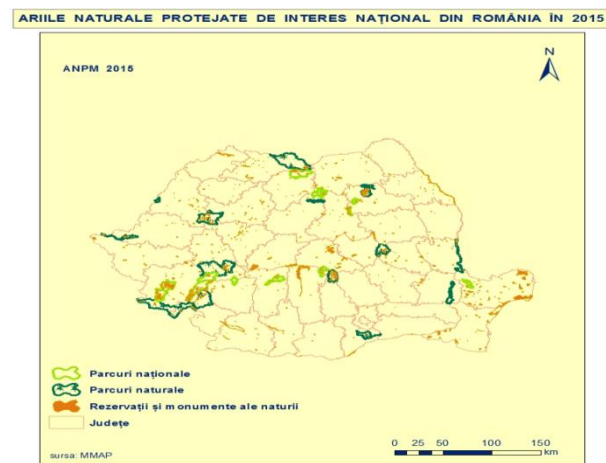 ARIILE NATURALE PROTEJATE DE INTERES NAȚIONAL DIN ROMÂNIA ÎN 2015
ANPM 2015
N
Parcuri naționale
Parcuri naturale
Rezervații și monumente ale naturii
Județe
sursa: MMAP
0 25 50 100 150
km